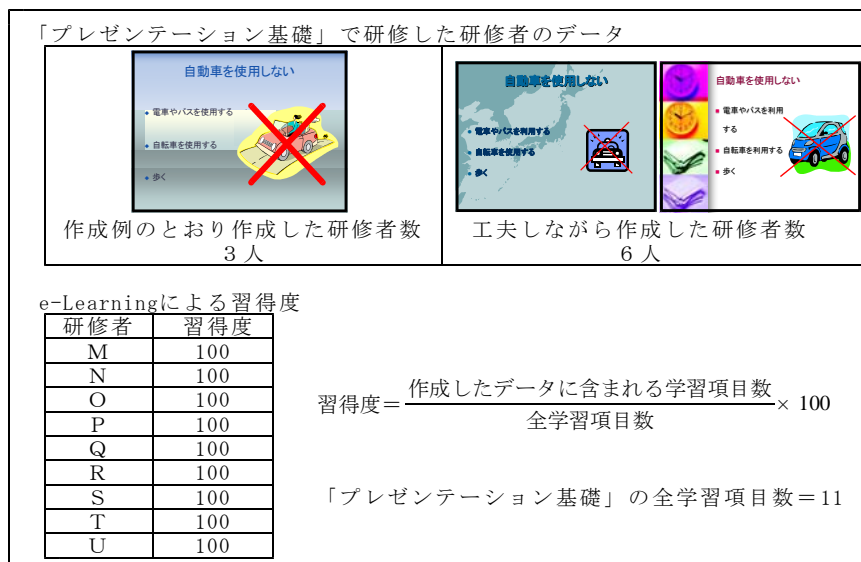 「プレゼンテーション基礎」で研修した研修者のデータ
自動車を使用しない
電車やバスを使用する
自転車を使用する
歩く
自動車を使用しない
電車やバスを利用する
自転車を使用する
歩く
自動車を使用しない
電車やバスを利用
する
自転車を利用する
歩く
作成例のとおり作成した研修者数
3人
工夫しながら作成した研修者数
6人
e-Learningによる習得度
研修者 習得度
M 100
N 100
O 100
P 100
Q 100
R 100
S 100
T 100
U 100
習得度=作成したデータに含まれる学習項目数
全学習項目数
× 100
「プレゼンテーション基礎」の全学習項目数=11